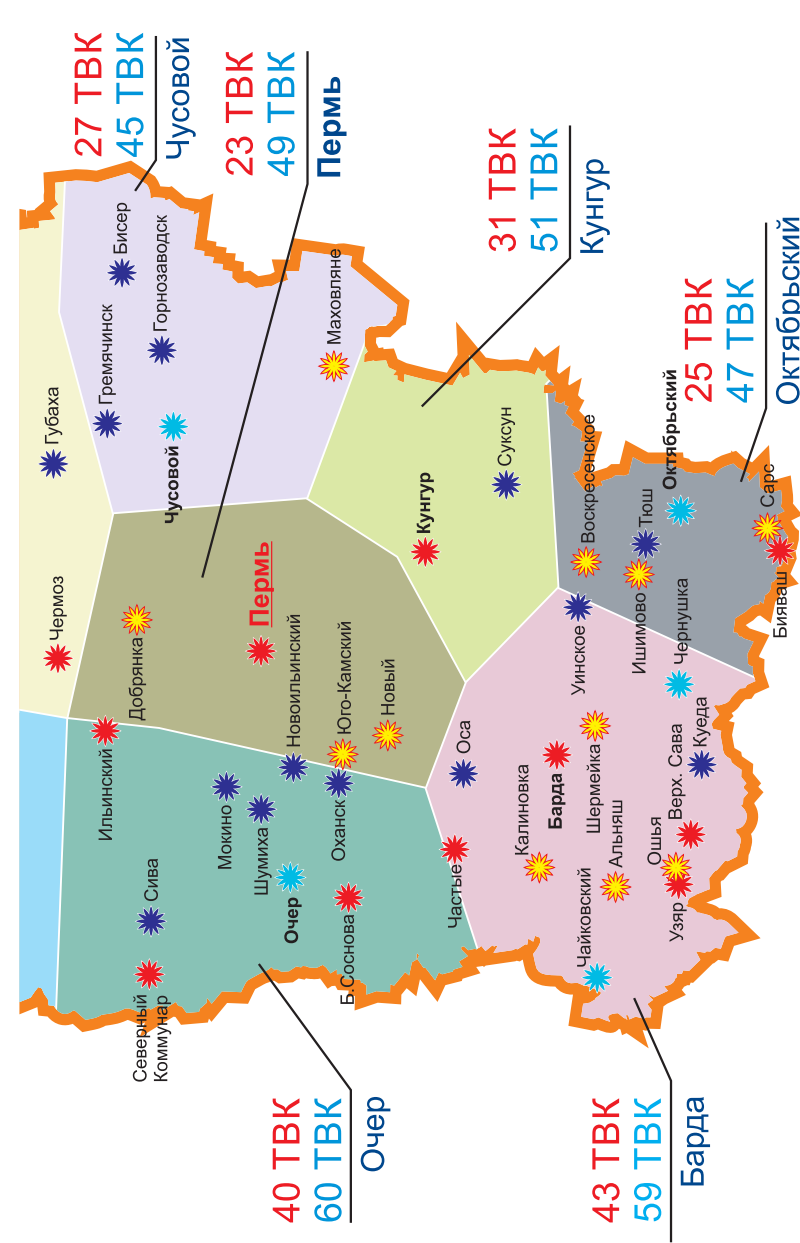 40 ТВК
60 ТВК
Очер
43 ТВК
59 ТВК
Барда
27 ТВК
45 ТВК
Чусовой
23 ТВК
49 ТВК
Пермь
31 ТВК
51 ТВК
Кунгур
25 ТВК
47 ТВК
Октябрьский
Северный
Коммунар
Сива
Ильинский
Мокино
Шумиха
Очер
Б.Соснова
Оханск
Новоильинский
Юго-Камский
Новый
Добрянка
Пермь
Чермоз
Губаха
Гремячинск
Бисер
Горнозаводск
Чусовой
Маховляне
Кунгур
Суксун
Частые
Оса
Калиновка
Барда
Шермейка
Альняш
Чайковский
Ошья
Узяр
Верх. Сава
Куеда
Чернушка
Уинское
Воскресенское
Ишимово
Тюш
Октябрьский
Сарс
Бияваш